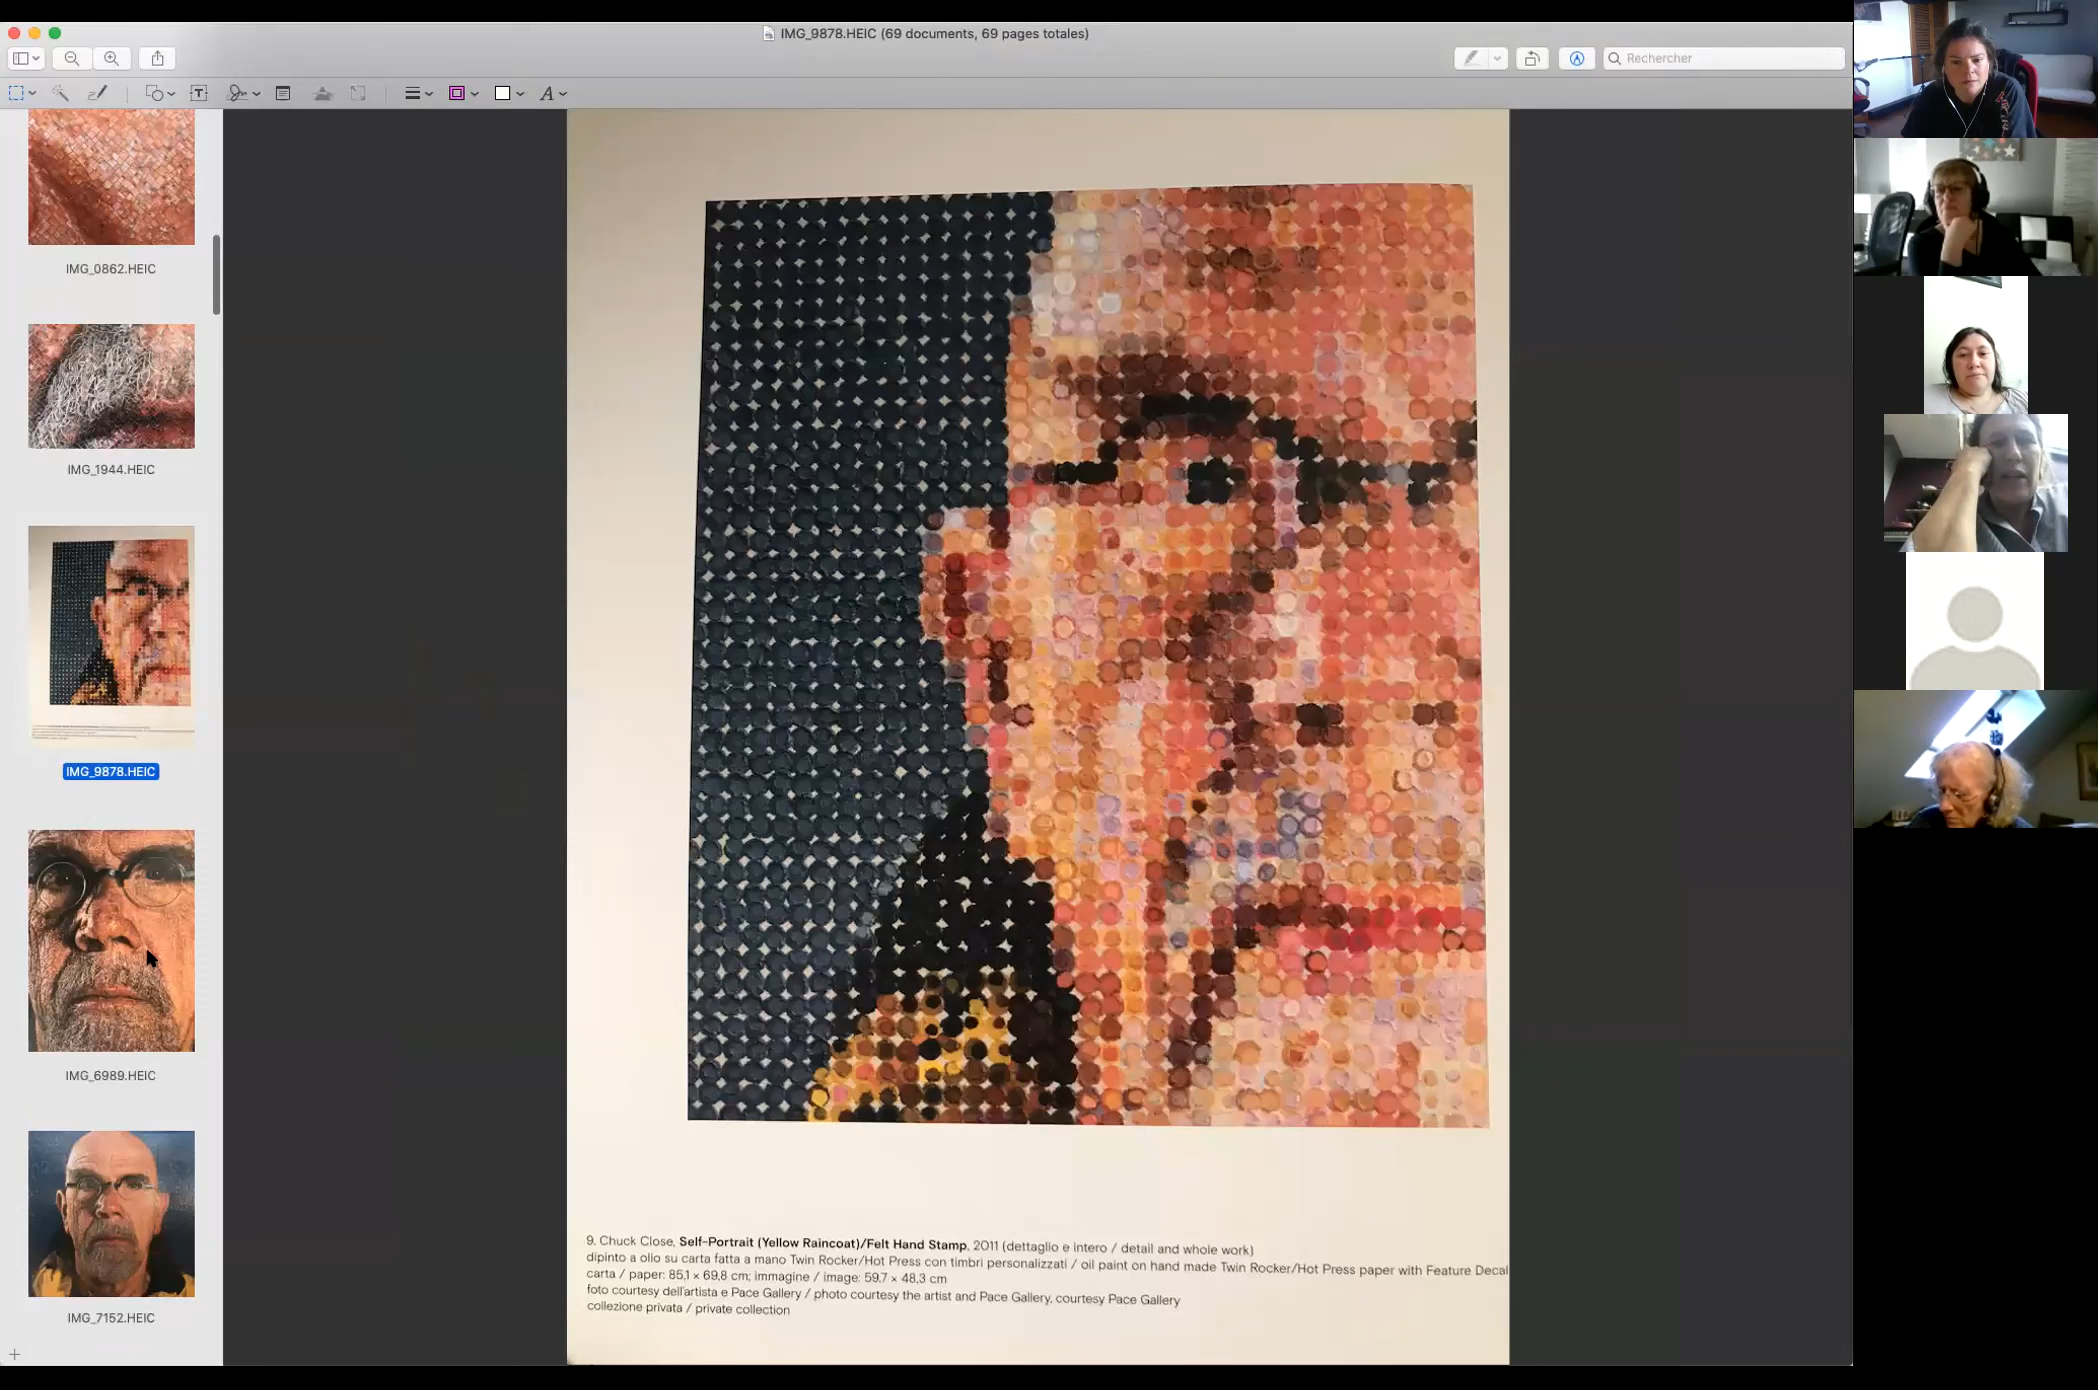 IMG_9878.HEIC (69 documents, 69 pages totales)
Rechercher
IMG_0862.HEIC
IMG_1944.HEIC
IMG_9878.HEIC
IMG_6989.HEIC
IMG_7152.HEIC
9. Chuck Close, Self-Portrait (Yellow Raincoat)/Felt Hand Stamp, 2011 (dettaglio e intero / detail and whole work)
dipinto a olio su carta fatta a mano Twin Rocker/Hot Press con timbri personalizzati / oil paint on hand made Twin Rocker/Hot Press paper with Feature Decal
carta / paper: 85,1 × 69,8 cm; immagine / image: 59,7 × 48,3 cm
foto courtesy dell'artista e Pace Gallery / photo courtesy the artist and Pace Gallery, courtesy Pace Gallery
collezione privata / private collection